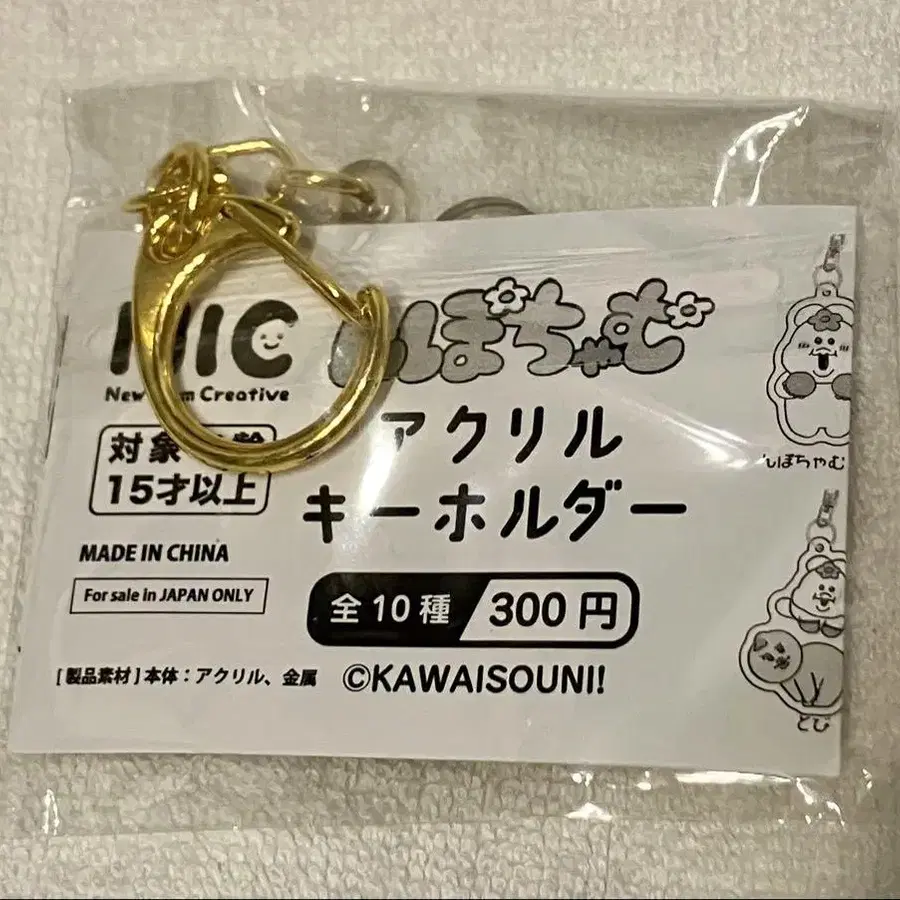 NIC
んぽちゃむ
New Creative
アクリル
キーホルダー
対象 齢
15才以上
MADE IN CHINA
For sale in JAPAN ONLY
全10種 300円
[製品素材]本体：アクリル、金属 ©KAWAISOUNI!
んぽちゃむ
とび